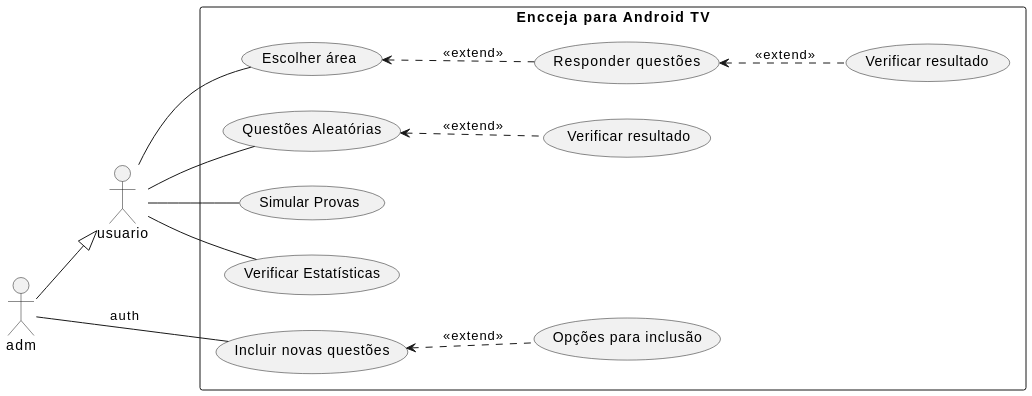 Encceja para Android TV
Escolher área
«extend»
Responder questões
«extend»
Verificar resultado
Questões Aleatórias
«extend»
Verificar resultado
Simular Provas
usuario
Verificar Estatísticas
auth
adm
Incluir novas questões
«extend»
Opções para inclusão